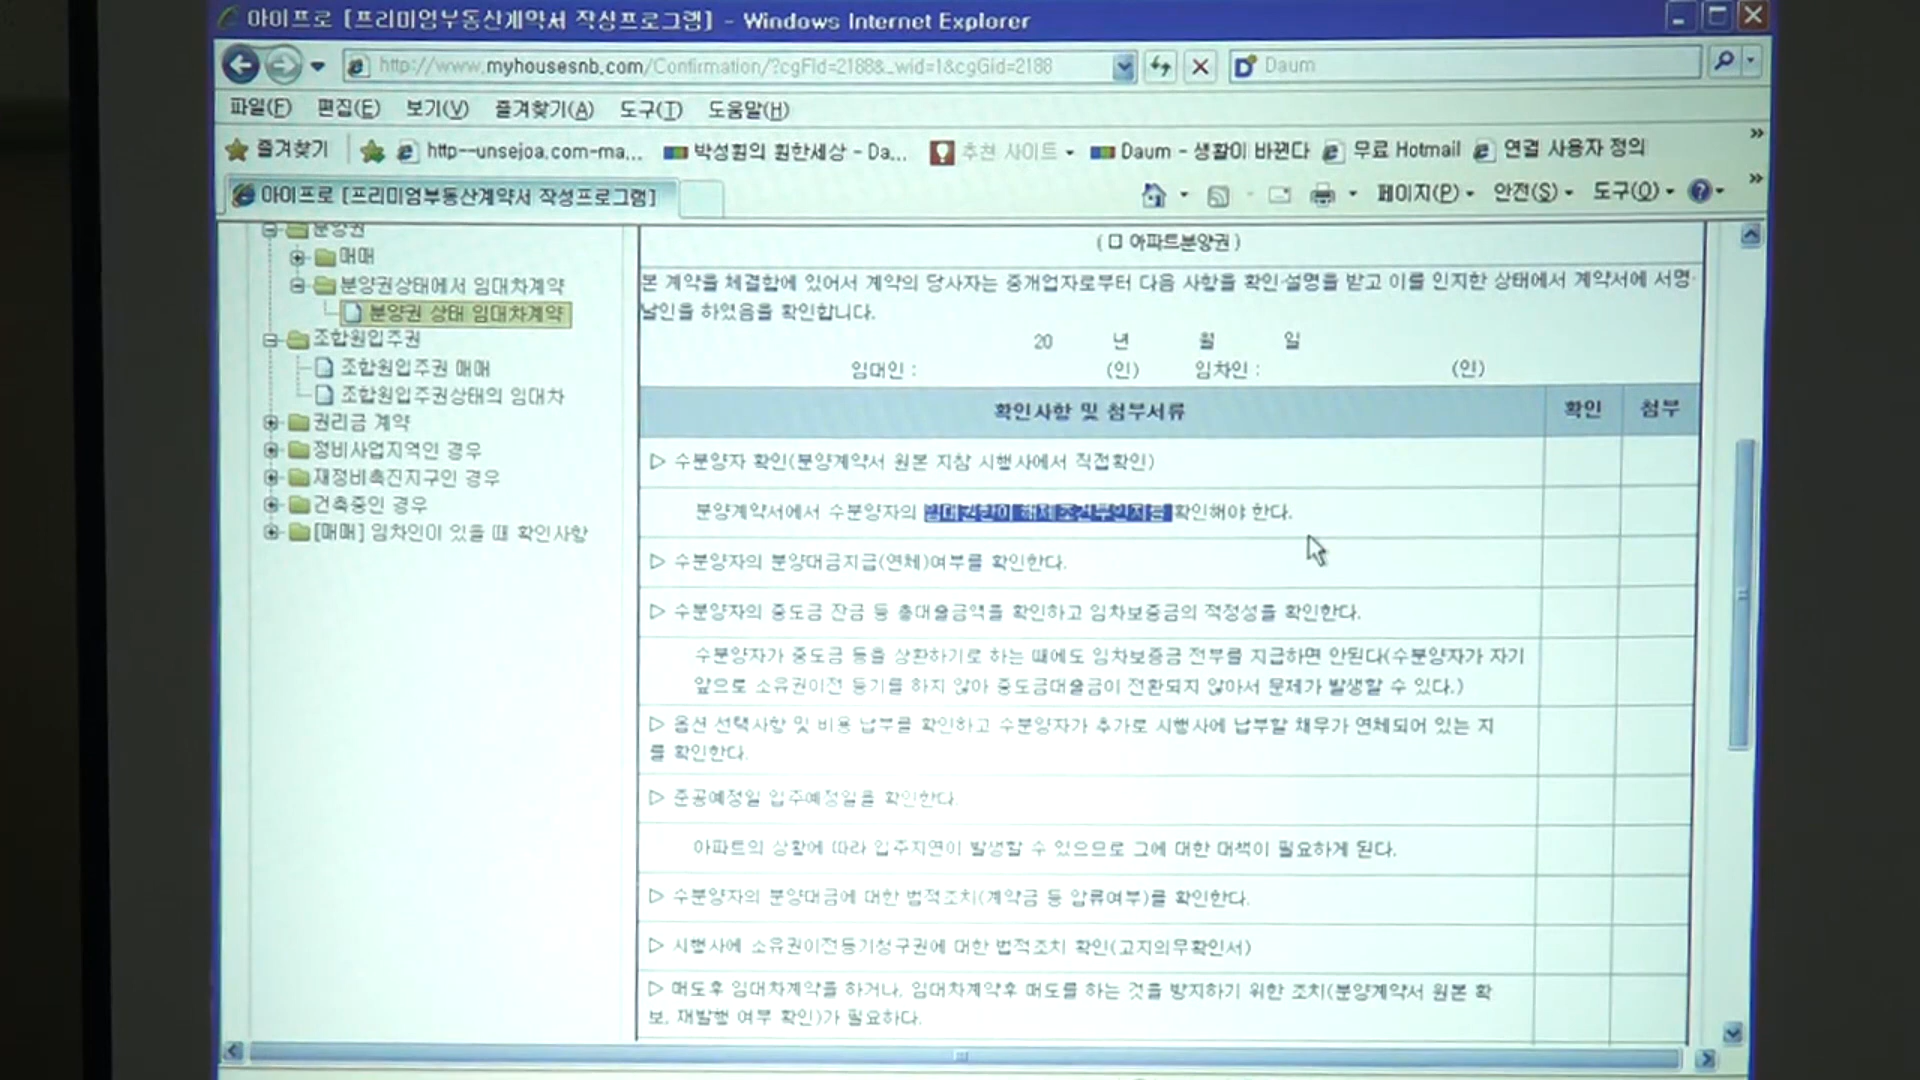 아이프로 [프리미엄부동산계약서 작성프로그램] - Windows Internet Explorer
http://www.myhousesnb.com/Confirmation/?cgFid=2188&_wid=1&cgGid=2188
Daum
파일(F) 편집(E) 보기(V) 즐겨찾기(A) 도구(T) 도움말(H)
즐겨찾기 http--unsejoa.com-ma... 박성훤의 훤한세상 - Da... 추천 사이트 Daum - 생활이 바뀐다 무료 Hotmail 연결 사용자 정의
아이프로 [프리미엄부동산계약서 작성프로그램]
페이지(P) 안전(S) 도구(O)
분양권
매매
분양권상태에서 임대차계약
분양권 상태 임대차계약
조합원입주권
조합원입주권 매매
조합원입주권상태의 임대차
권리금 계약
정비사업지역인 경우
재정비촉진지구인 경우
건축중인 경우
[매매] 임차인이 있을 때 확인사항
(□ 아파트분양권)
본 계약을 체결함에 있어서 계약의 당사자는 중개업자로부터 다음 사항을 확인·설명을 받고 이를 인지한 상태에서 계약서에 서명·
날인을 하였음을 확인합니다.
20 년 월 일
임대인 : (인) 임차인 : (인)
확인사항 및 첨부서류 확인 첨부
▷ 수분양자 확인(분양계약서 원본 지참 시행사에서 직접확인)
분양계약서에서 수분양자의 임대권한이 해제조건부인지를 확인해야 한다.
▷ 수분양자의 분양대금지급(연체)여부를 확인한다.
▷ 수분양자의 중도금 잔금 등 총대출금액을 확인하고 임차보증금의 적정성을 확인한다.
수분양자가 중도금 등을 상환하기로 하는 때에도 임차보증금 전부를 지급하면 안된다(수분양자가 자기
앞으로 소유권이전 등기를 하지 않아 중도금대출금이 전환되지 않아서 문제가 발생할 수 있다.)
▷ 옵션 선택사항 및 비용 납부를 확인하고 수분양자가 추가로 시행사에 납부할 채무가 연체되어 있는 지
를 확인한다.
▷ 준공예정일 입주예정일을 확인한다.
아파트의 상황에 따라 입주지연이 발생할 수 있으므로 그에 대한 대책이 필요하게 된다.
▷ 수분양자의 분양대금에 대한 법적조치(계약금 등 압류여부)를 확인한다.
▷ 시행사에 소유권이전등기청구권에 대한 법적조치 확인(고지의무확인서)
▷ 매도후 임대차계약을 하거나, 임대차계약후 매도를 하는 것을 방지하기 위한 조치(분양계약서 원본 확
보, 재발행 여부 확인)가 필요하다.